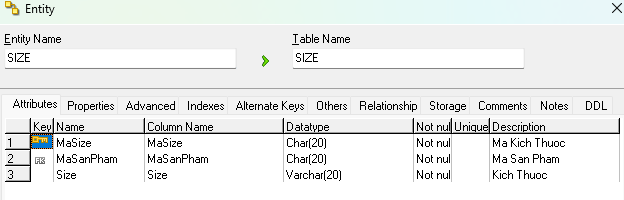 Entity
Entity Name
Table Name
SIZE
SIZE
Attributes Properties Advanced Indexes Alternate Keys Others Relationship Storage Comments Notes DDL
Key Name Column Name Datatype Not nul Unique Description
1 MaSize MaSize Char(20) Not nul Ma Kich Thuoc
2 FK MaSanPham MaSanPham Char(20) Not nul Ma San Pham
3 Size Size Varchar(20) Not nul Kich Thuoc